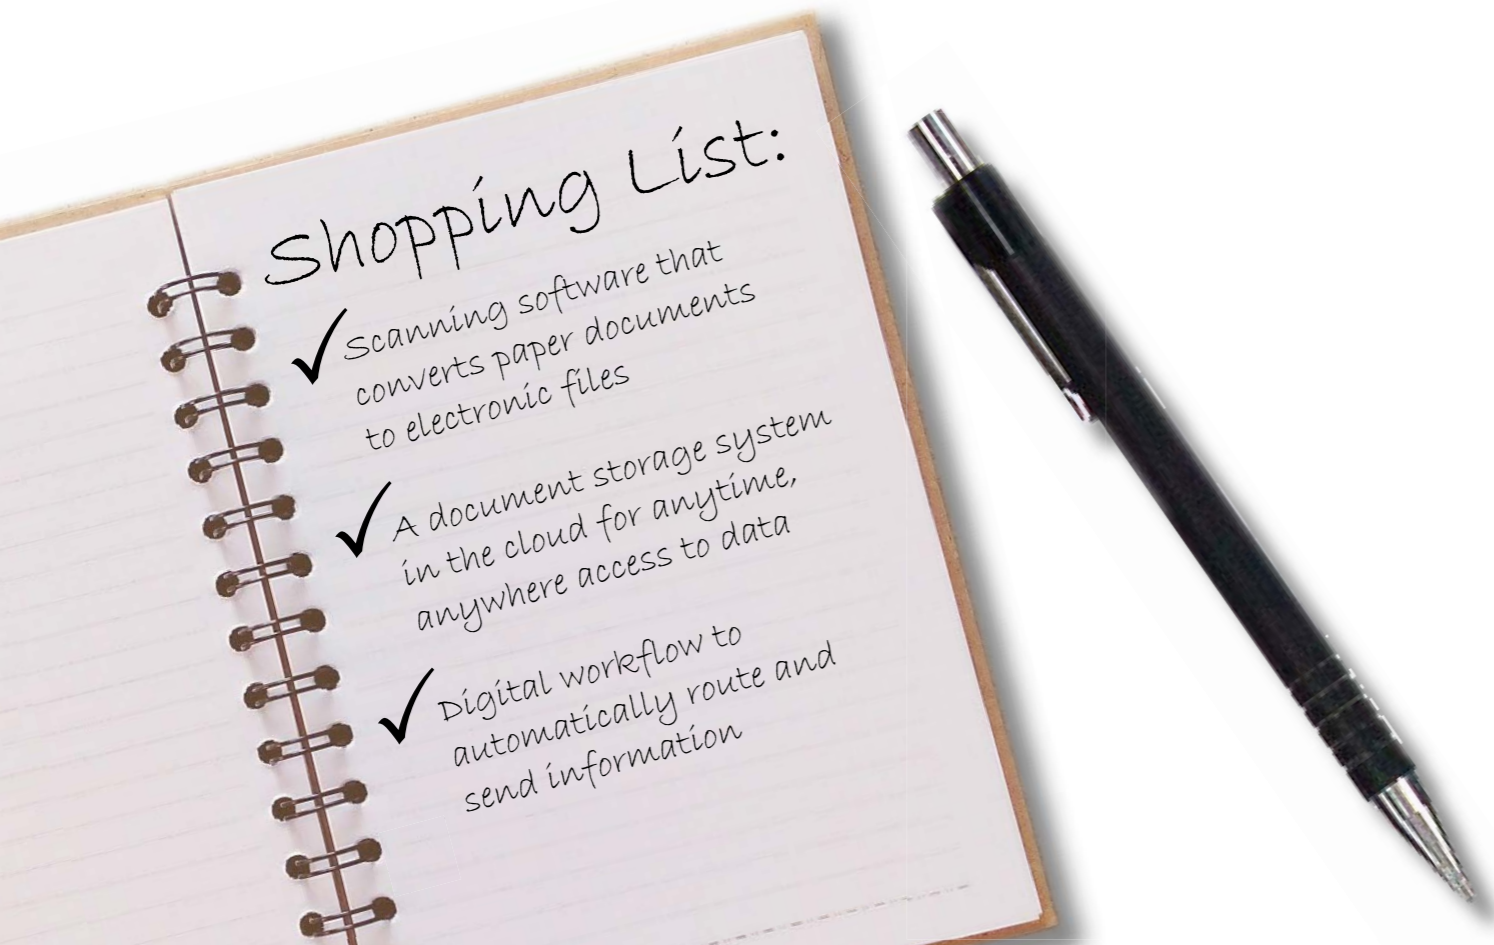 Shopping List:
Scanning software that
converts paper documents
to electronic files
A document storage system
in the cloud for anytime,
anywhere access to data
Digital workflow to
automatically route and
send information